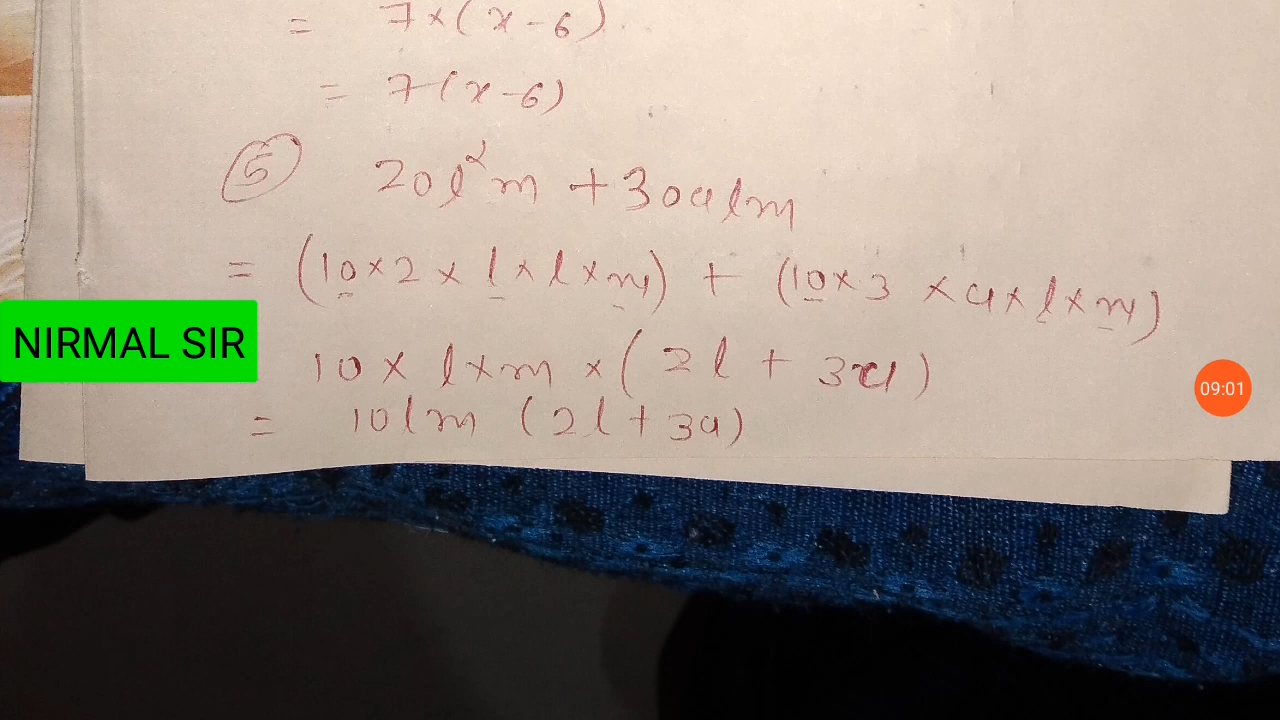 = 7×(x-6)
= 7(x-6)
5 20l²m + 30alm
= (10×2×l×l×m) + (10×3×a×l×m)
NIRMAL SIR
10×l×m×(2l + 3a)
09:01
= 10lm (2l+3a)